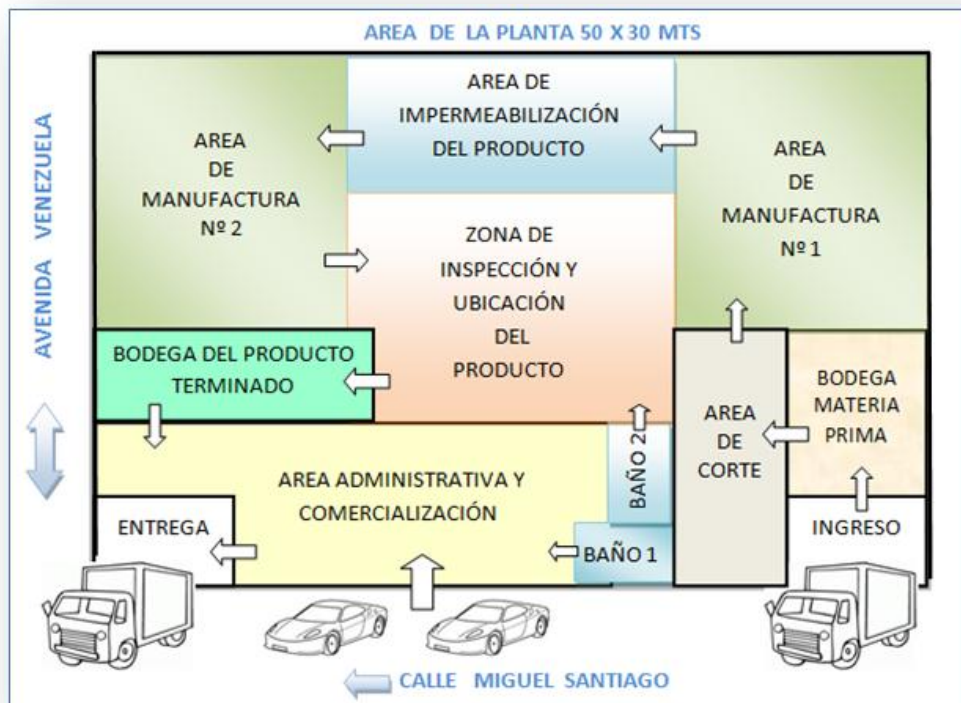 AREA DE LA PLANTA 50 X 30 MTS
AVENIDA VENEZUELA
AREA
DE
MANUFACTURA
Nº 2
AREA DE
IMPERMEABILIZACIÓN
DEL PRODUCTO
AREA
DE
MANUFACTURA
Nº 1
ZONA DE
INSPECCIÓN Y
UBICACIÓN
DEL
PRODUCTO
BODEGA DEL PRODUCTO
TERMINADO
AREA
DE
CORTE
BODEGA
MATERIA
PRIMA
AREA ADMINISTRATIVA Y
COMERCIALIZACIÓN
BAÑO 2
ENTREGA
BAÑO 1
INGRESO
CALLE MIGUEL SANTIAGO